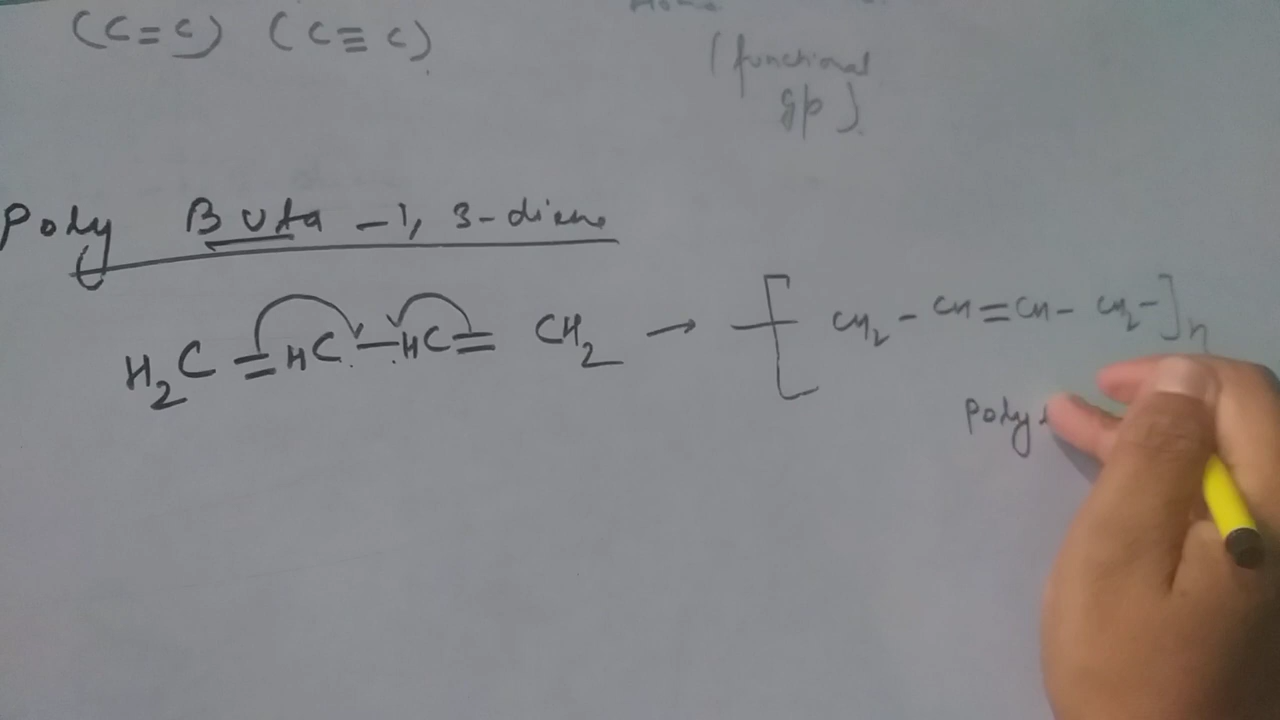 (C=C) (C≡C)
(functional
gp)
Poly Buta-1,3-diene
H₂C=HC-HC=CH₂ → [CH₂-CH=CH-CH₂-]n
Poly